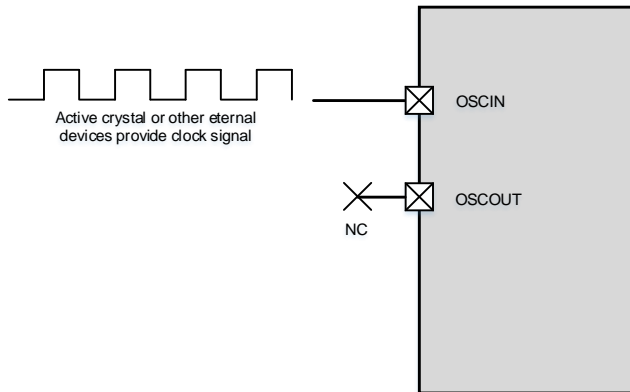 OSCIN
Active crystal or other eternal
devices provide clock signal
OSCOUT
NC